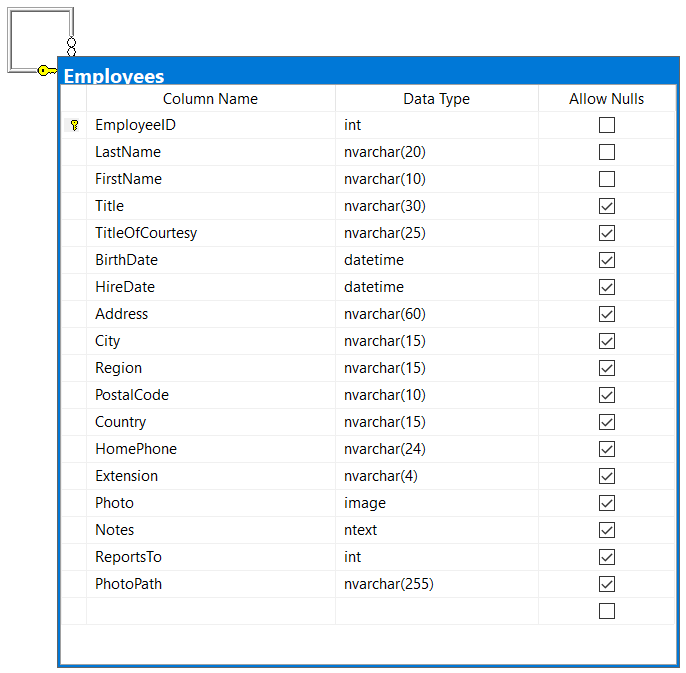 Employees
Column Name Data Type Allow Nulls
EmployeeID int
LastName nvarchar(20)
FirstName nvarchar(10)
Title nvarchar(30)
TitleOfCourtesy nvarchar(25)
BirthDate datetime
HireDate datetime
Address nvarchar(60)
City nvarchar(15)
Region nvarchar(15)
PostalCode nvarchar(10)
Country nvarchar(15)
HomePhone nvarchar(24)
Extension nvarchar(4)
Photo image
Notes ntext
ReportsTo int
PhotoPath nvarchar(255)